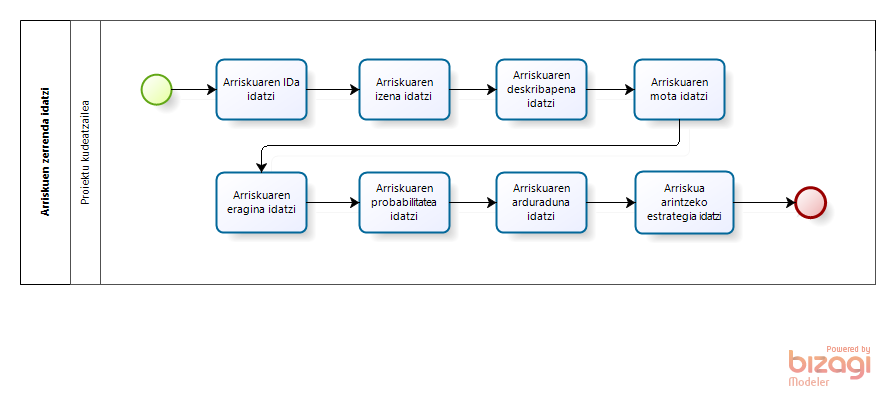 Arriskuen zerrenda idatzi
Proiektu kudeatzailea
Arriskuaren IDa
idatzi
Arriskuaren
izena idatzi
Arriskuaren
deskribapena
idatzi
Arriskuaren
mota idatzi
Arriskuaren
eragina idatzi
Arriskuaren
probabilitatea
idatzi
Arriskuaren
arduraduna
idatzi
Arriskua
arintzeko
estrategia idatzi
Powered by
bizagi
Modeler